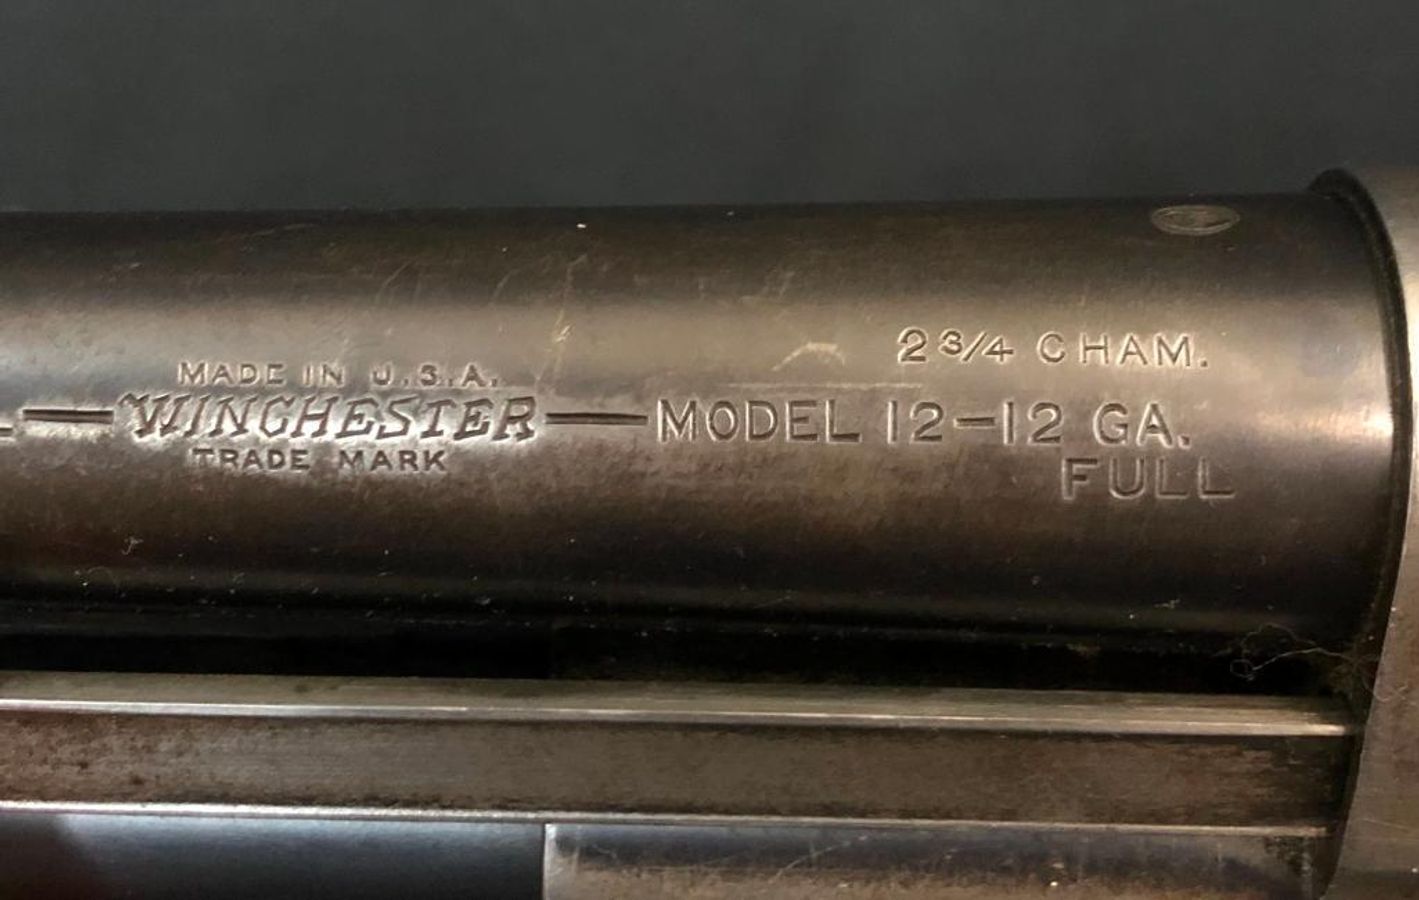 2 3/4 CHAM.
MADE IN U.S.A.
WINCHESTER MODEL 12-12 GA.
TRADE MARK
FULL